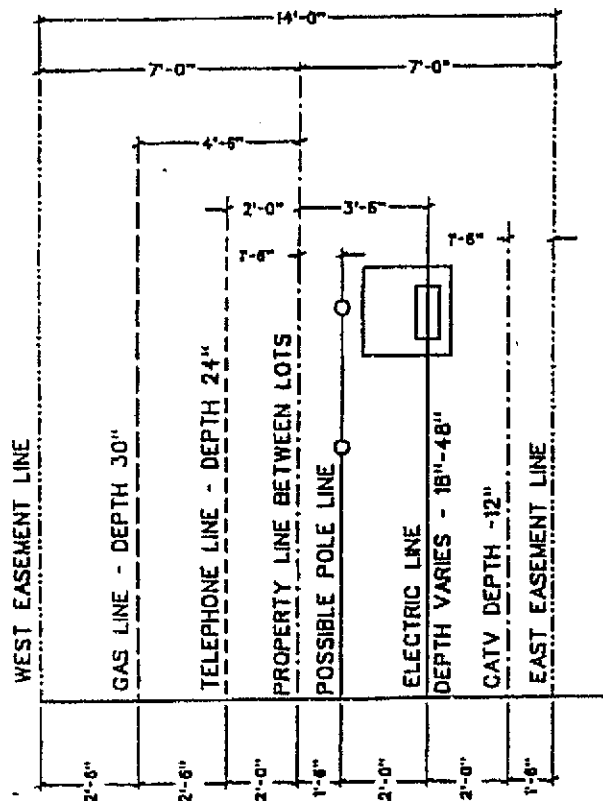 14'-0"
7'-0"
7'-0"
4'-6"
2'-0"
3'-6"
1'-6"
1'-6"
WEST EASEMENT LINE
GAS LINE - DEPTH 30"
TELEPHONE LINE - DEPTH 24"
PROPERTY LINE BETWEEN LOTS
POSSIBLE POLE LINE
ELECTRIC LINE
DEPTH VARIES - 18"-48"
CATV DEPTH -12"
EAST EASEMENT LINE
2'-6"
2'-6"
2'-0"
1'-6"
2'-0"
2'-0"
1'-6"